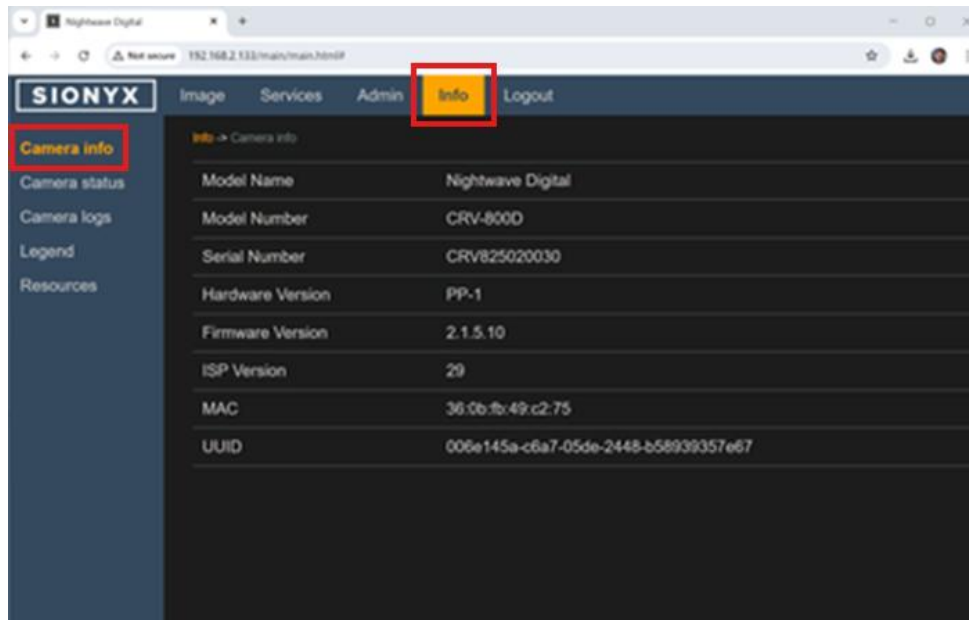 Nightwave Digital
Not secure 192.168.2.133/main/main.html#
SIONYX Image Services Admin Info Logout
Camera info
Camera status
Camera logs
Legend
Resources
Info -> Camera info
Model Name Nightwave Digital
Model Number CRV-800D
Serial Number CRV825020030
Hardware Version PP-1
Firmware Version 2.1.5.10
ISP Version 29
MAC 36:0b:fb:49:c2:75
UUID 006e145a-c6a7-05de-2448-b58939357e67